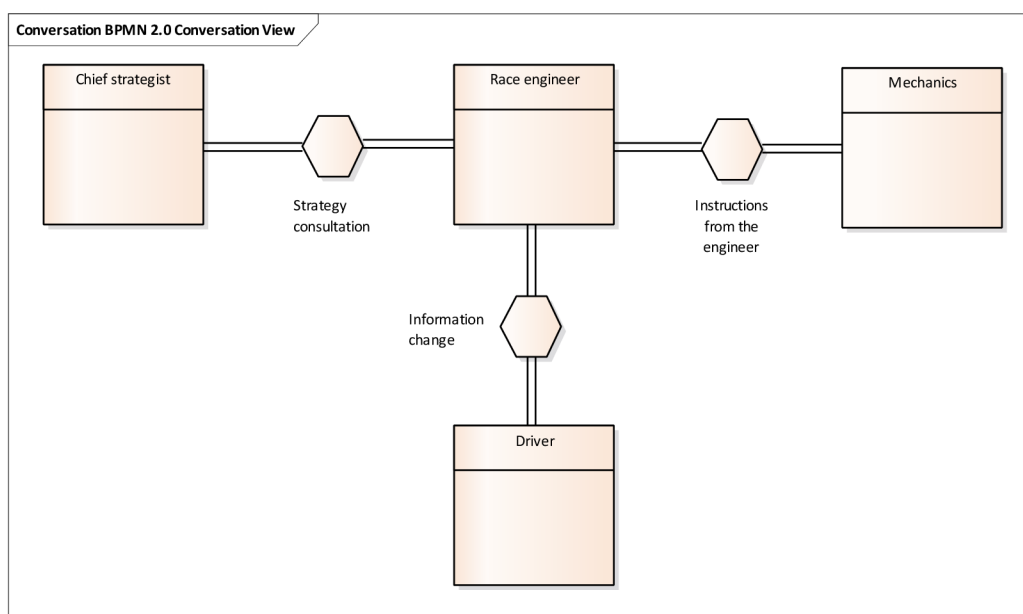 Conversation BPMN 2.0 Conversation View
Chief strategist
Race engineer
Mechanics
Strategy
consultation
Instructions
from the
engineer
Information
change
Driver